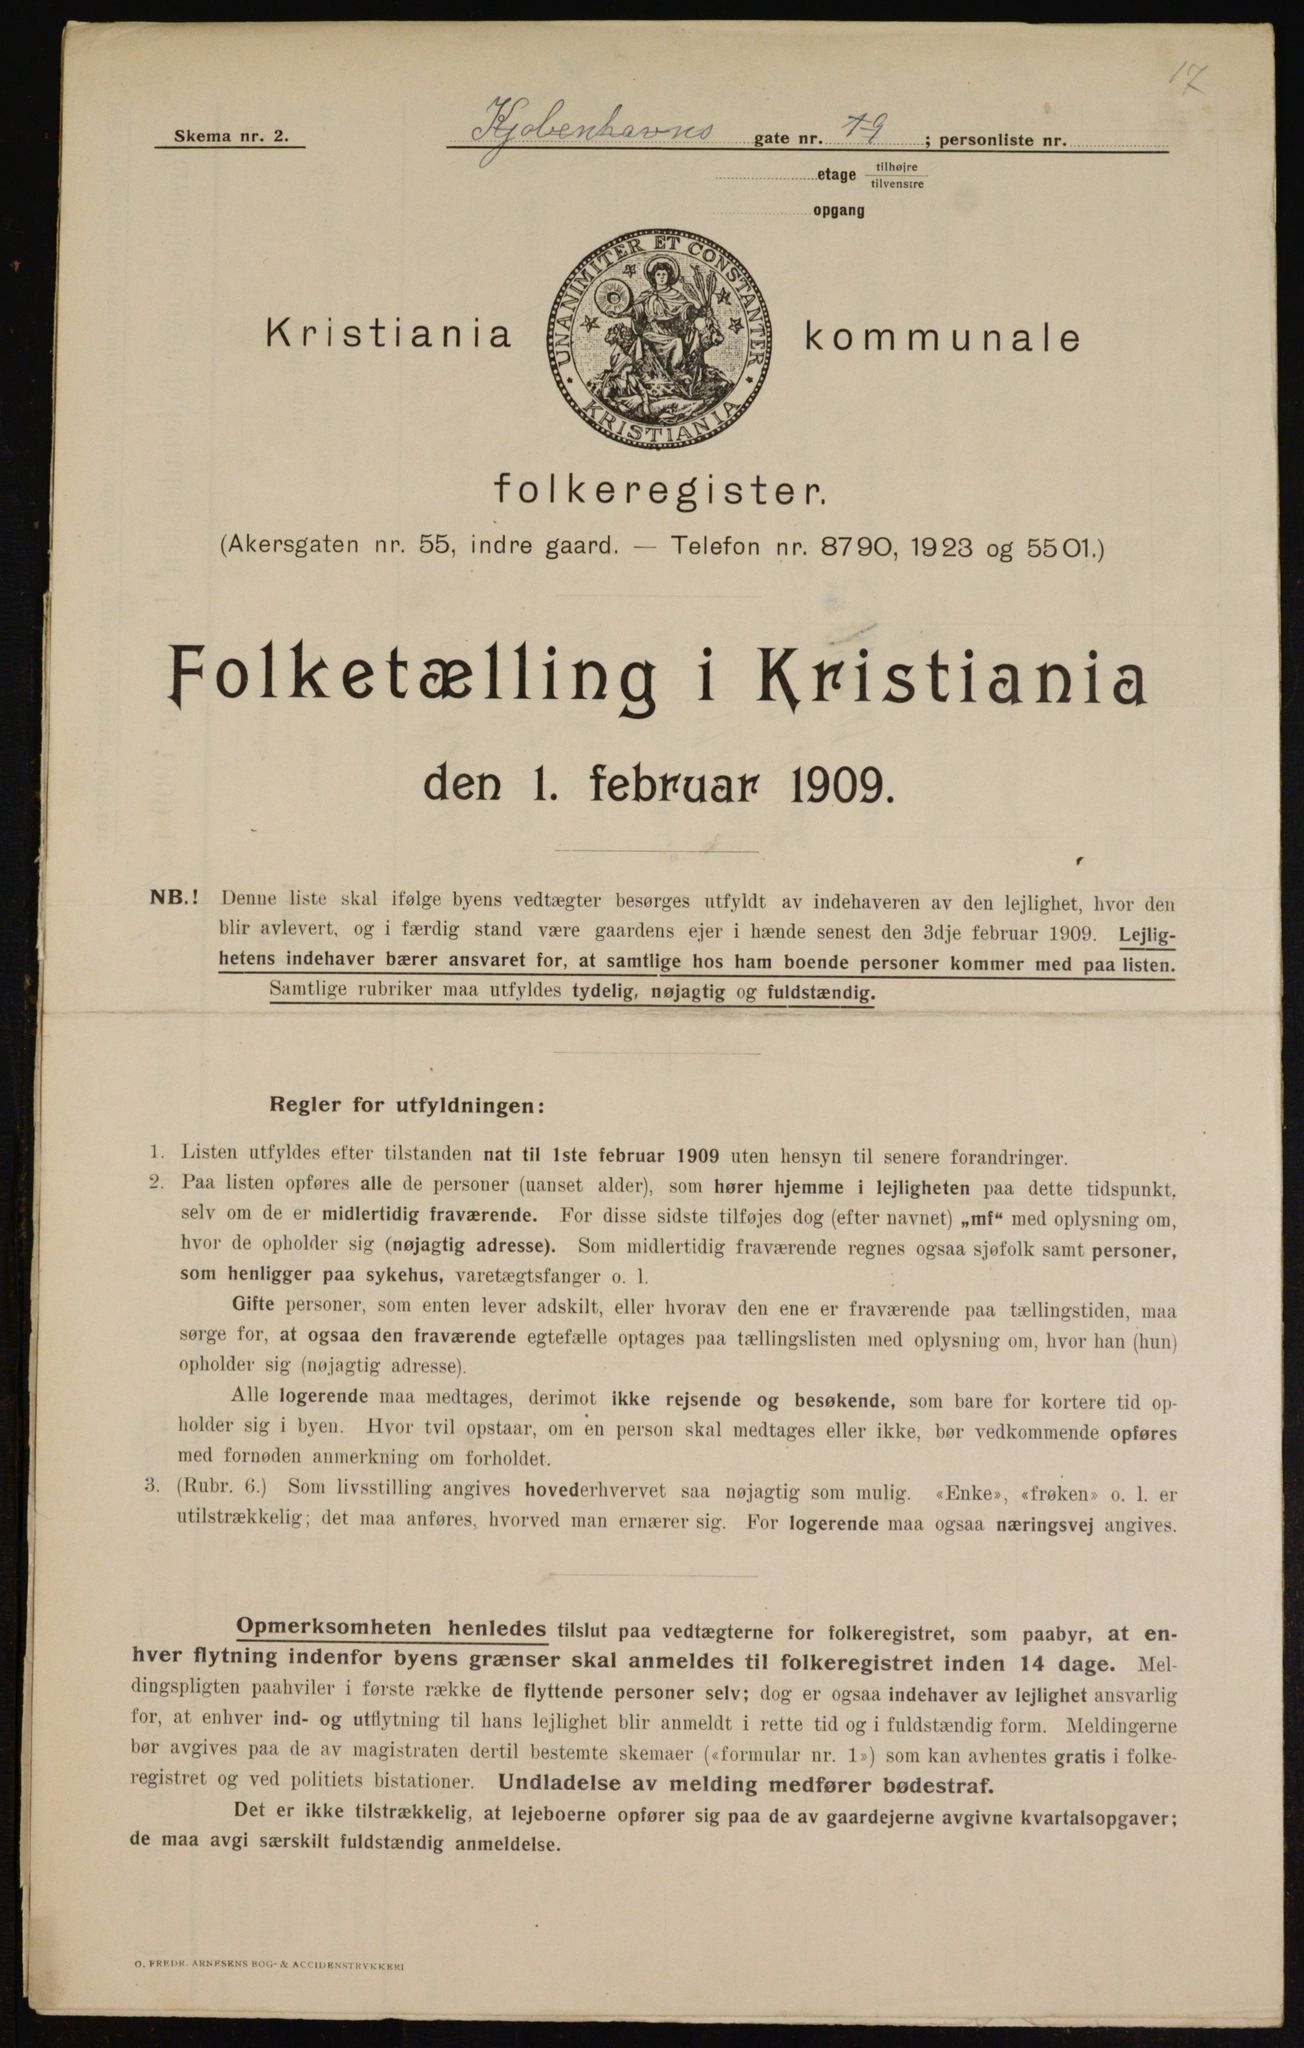 17
Skema nr. 2. Kjøbenhavns gate nr. 19 ; personliste nr.
etage tilhøjre
tilvenstre
opgang
UNANIMITER ET CONSTANTER
KRISTIANIA
Kristiania kommunale
folkeregister.
(Akersgaten nr. 55, indre gaard. — Telefon nr. 8790, 1923 og 5501.)
Folketælling i Kristiania
den 1. februar 1909.
NB.! Denne liste skal ifølge byens vedtægter besørges utfyldt av indehaveren av den lejlighet, hvor den
blir avlevert, og i færdig stand være gaardens ejer i hænde senest den 3dje februar 1909. Lejlig-
hetens indehaver bærer ansvaret for, at samtlige hos ham boende personer kommer med paa listen.
Samtlige rubriker maa utfyldes tydelig, nøjagtig og fuldstændig.
Regler for utfyldningen:
1. Listen utfyldes efter tilstanden nat til 1ste februar 1909 uten hensyn til senere forandringer.
2. Paa listen opføres alle de personer (uanset alder), som hører hjemme i lejligheten paa dette tidspunkt,
selv om de er midlertidig fraværende. For disse sidste tilføjes dog (efter navnet) „mf“ med oplysning om,
hvor de opholder sig (nøjagtig adresse). Som midlertidig fraværende regnes ogsaa sjøfolk samt personer,
som henligger paa sykehus, varetægtsfanger o. l.
Gifte personer, som enten lever adskilt, eller hvorav den ene er fraværende paa tællingstiden, maa
sørge for, at ogsaa den fraværende egtefælle optages paa tællingslisten med oplysning om, hvor han (hun)
opholder sig (nøjagtig adresse).
Alle logerende maa medtages, derimot ikke rejsende og besøkende, som bare for kortere tid op-
holder sig i byen. Hvor tvil opstaar, om en person skal medtages eller ikke, bør vedkommende opføres
med fornøden anmerkning om forholdet.
3. (Rubr. 6.) Som livsstilling angives hovederhvervet saa nøjagtig som mulig. «Enke», «frøken» o. l. er
utilstrækkelig; det maa anføres, hvorved man ernærer sig. For logerende maa ogsaa næringsvej angives.
Opmerksomheten henledes tilslut paa vedtægterne for folkeregistret, som paabyr, at en-
hver flytning indenfor byens grænser skal anmeldes til folkeregistret inden 14 dage. Mel-
dingspligten paahviler i første række de flyttende personer selv; dog er ogsaa indehaver av lejlighet ansvarlig
for, at enhver ind- og utflytning til hans lejlighet blir anmeldt i rette tid og i fuldstændig form. Meldingerne
bør avgives paa de av magistraten dertil bestemte skemaer («formular nr. 1») som kan avhentes gratis i folke-
registret og ved politiets bistationer. Undladelse av melding medfører bødestraf.
Det er ikke tilstrækkelig, at lejeboerne opfører sig paa de av gaardejerne avgivne kvartalsopgaver;
de maa avgi særskilt fuldstændig anmeldelse.
O. FREDR. ARNESENS BOG- & ACCIDENSTRYKKERI